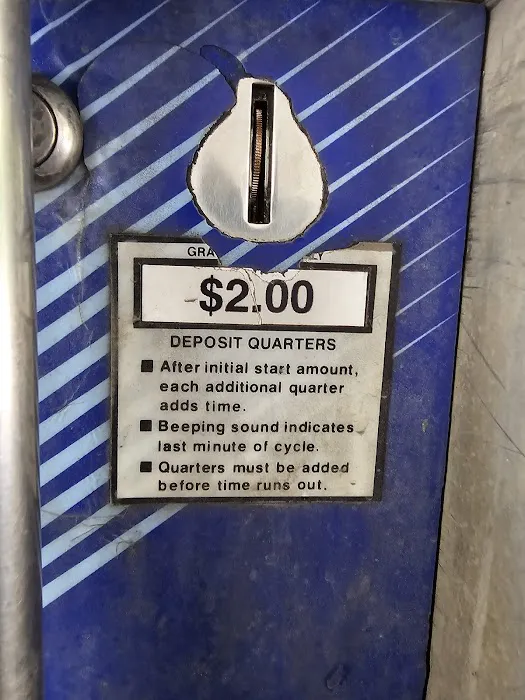 $2.00
DEPOSIT QUARTERS
■ After initial start amount,
each additional quarter
adds time.
■ Beeping sound indicates
last minute of cycle.
■ Quarters must be added
before time runs out.